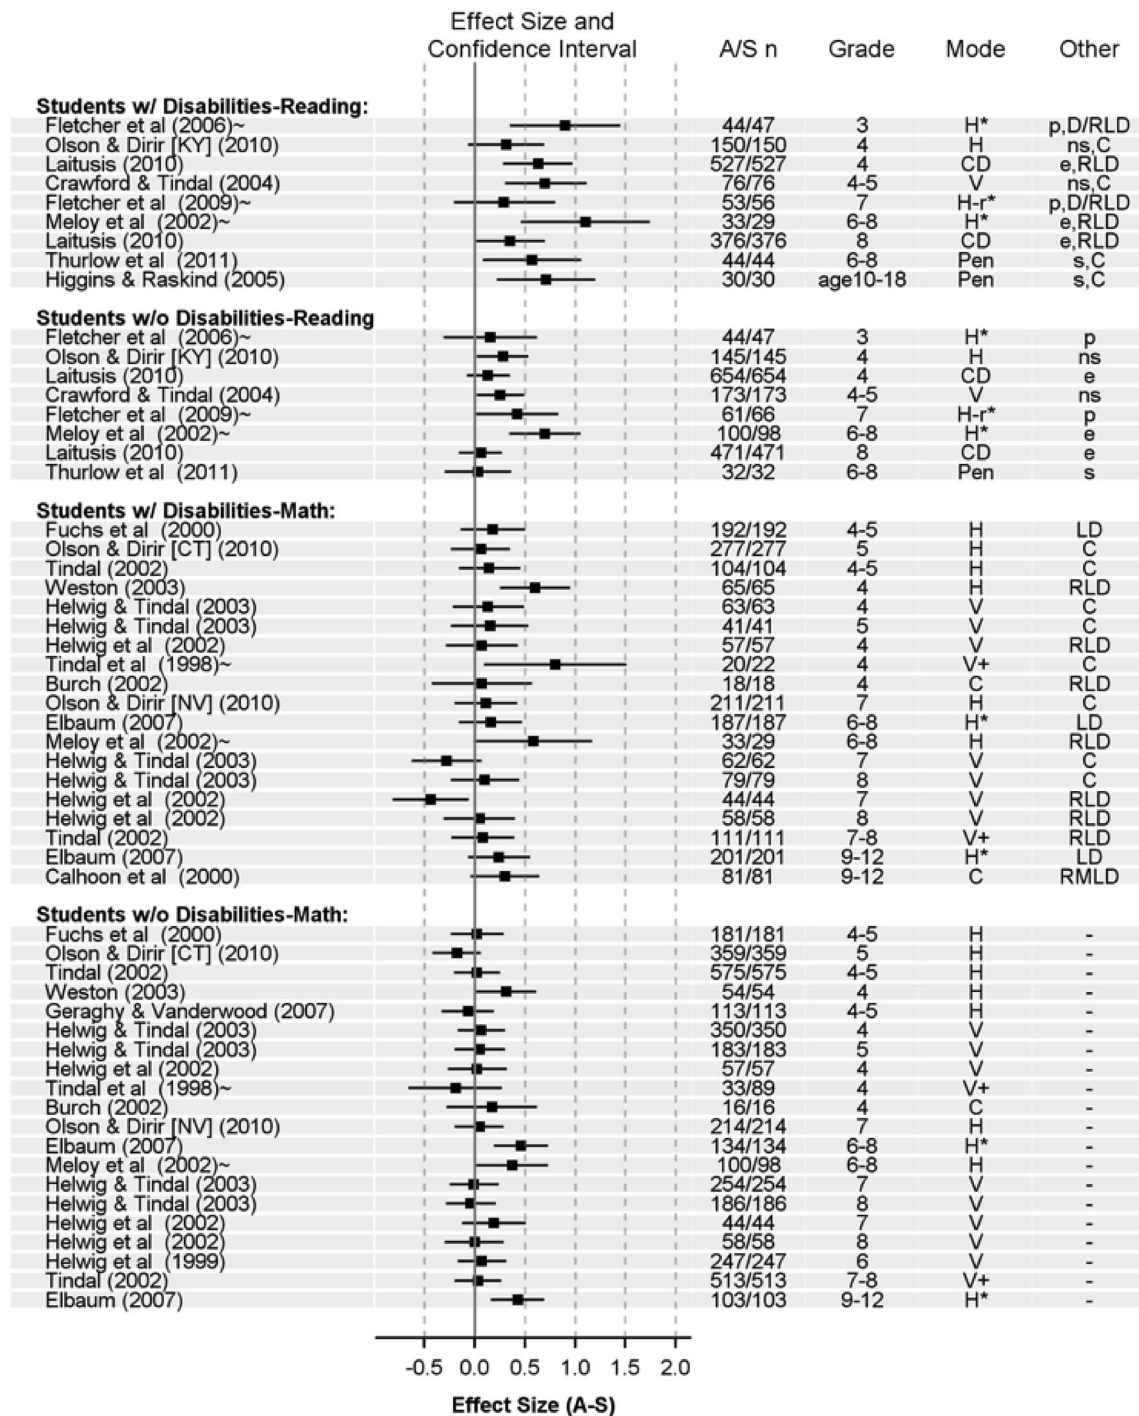 Effect Size and
Confidence Interval A/S n Grade Mode Other
Students w/ Disabilities-Reading:
Fletcher et al (2006)~ 44/47 3 H* p,D/RLD
Olson & Dirir [KY] (2010) 150/150 4 H ns,C
Laitusis (2010) 527/527 4 CD e,RLD
Crawford & Tindal (2004) 76/76 4-5 V ns,C
Fletcher et al (2009)~ 53/56 7 H-r* p,D/RLD
Meloy et al (2002)~ 33/29 6-8 H* e,RLD
Laitusis (2010) 376/376 8 CD e,RLD
Thurlow et al (2011) 44/44 6-8 Pen s,C
Higgins & Raskind (2005) 30/30 age10-18 Pen s,C
Students w/o Disabilities-Reading
Fletcher et al (2006)~ 44/47 3 H* p
Olson & Dirir [KY] (2010) 145/145 4 H ns
Laitusis (2010) 654/654 4 CD e
Crawford & Tindal (2004) 173/173 4-5 V ns
Fletcher et al (2009)~ 61/66 7 H-r* p
Meloy et al (2002)~ 100/98 6-8 H* e
Laitusis (2010) 471/471 8 CD e
Thurlow et al (2011) 32/32 6-8 Pen s
Students w/ Disabilities-Math:
Fuchs et al (2000) 192/192 4-5 H LD
Olson & Dirir [CT] (2010) 277/277 5 H C
Tindal (2002) 104/104 4-5 H C
Weston (2003) 65/65 4 H RLD
Helwig & Tindal (2003) 63/63 4 V C
Helwig & Tindal (2003) 41/41 5 V C
Helwig et al (2002) 57/57 4 V RLD
Tindal et al (1998)~ 20/22 4 V+ C
Burch (2002) 18/18 4 C RLD
Olson & Dirir [NV] (2010) 211/211 7 H C
Elbaum (2007) 187/187 6-8 H* LD
Meloy et al (2002)~ 33/29 6-8 H RLD
Helwig & Tindal (2003) 62/62 7 V C
Helwig & Tindal (2003) 79/79 8 V C
Helwig et al (2002) 44/44 7 V RLD
Helwig et al (2002) 58/58 8 V RLD
Tindal (2002) 111/111 7-8 V+ RLD
Elbaum (2007) 201/201 9-12 H* LD
Calhoon et al (2000) 81/81 9-12 C RMLD
Students w/o Disabilities-Math:
Fuchs et al (2000) 181/181 4-5 H -
Olson & Dirir [CT] (2010) 359/359 5 H -
Tindal (2002) 575/575 4-5 H -
Weston (2003) 54/54 4 H -
Geraghy & Vanderwood (2007) 113/113 4-5 H -
Helwig & Tindal (2003) 350/350 4 V -
Helwig & Tindal (2003) 183/183 5 V -
Helwig et al (2002) 57/57 4 V -
Tindal et al (1998)~ 33/89 4 V+ -
Burch (2002) 16/16 4 C -
Olson & Dirir [NV] (2010) 214/214 7 H -
Elbaum (2007) 134/134 6-8 H* -
Meloy et al (2002)~ 100/98 6-8 H -
Helwig & Tindal (2003) 254/254 7 V -
Helwig & Tindal (2003) 186/186 8 V -
Helwig et al (2002) 44/44 7 V -
Helwig et al (2002) 58/58 8 V -
Helwig et al (1999) 247/247 6 V -
Tindal (2002) 513/513 7-8 V+ -
Elbaum (2007) 103/103 9-12 H* -
-0.5 0.0 0.5 1.0 1.5 2.0
Effect Size (A-S)